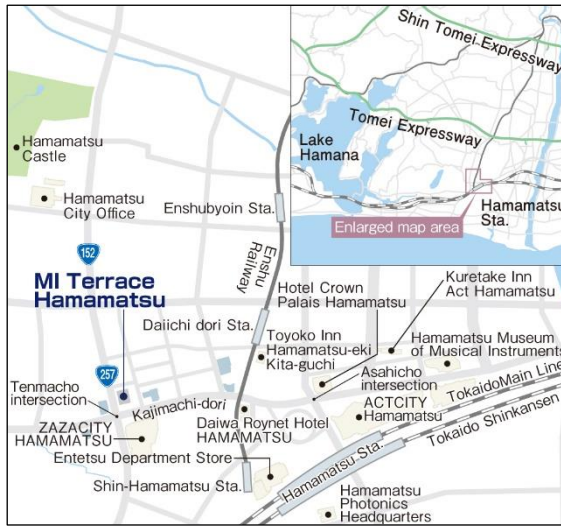 Shin Tomei Expressway
Tomei Expressway
Lake
Hamana
Hamamatsu
Sta.
Enlarged map area
Hamamatsu
Castle
Hamamatsu
City Office
Enshubyoin Sta.
Enshu
Railway
152
MI Terrace
Hamamatsu
Hotel Crown
Palais Hamamatsu
Kuretake Inn
Act Hamamatsu
Daiichi dori Sta.
Toyoko Inn
Hamamatsu-eki
Kita-guchi
Hamamatsu Museum
of Musical Instruments
Asahicho
intersection
257
Tenmacho
intersection
Kajimachi-dori
TokaidoMain Line
ACTCITY
Hamamatsu
ZAZACITY
HAMAMATSU
Daiwa Roynet Hotel
HAMAMATSU
Tokaido Shinkansen
Entetsu Department Store
Hamamatsu Sta.
Shin-Hamamatsu Sta.
Hamamatsu
Photonics
Headquarters